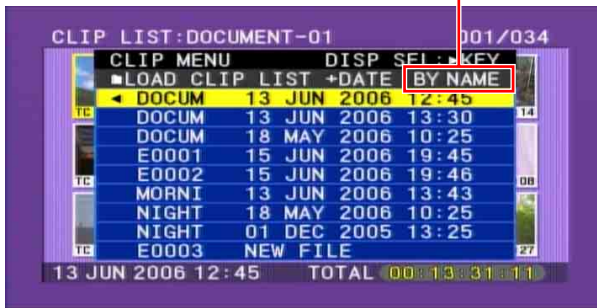 CLIP LIST:DOCUMENT-01 001/034
CLIP MENU DISP SEL:►KEY
LOAD CLIP LIST +DATE BY NAME
◄ DOCUM 13 JUN 2006 12:45
DOCUM 13 JUN 2006 13:30
DOCUM 18 MAY 2006 10:25
E0001 15 JUN 2006 19:45
E0002 15 JUN 2006 19:46
MORNI 13 JUN 2006 13:43
NIGHT 18 MAY 2006 10:25
NIGHT 01 DEC 2005 13:25
E0003 NEW FILE
TC 14
TC 08
TC 27
13 JUN 2006 12:45 TOTAL 00:13:31:11